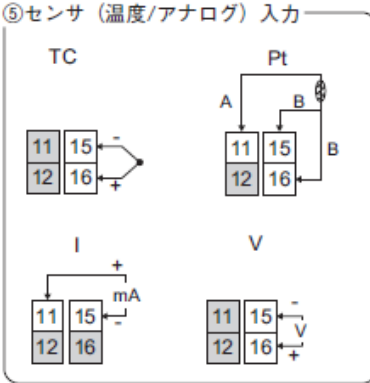 ⑤センサ（温度/アナログ）入力
TC
11 15 -
12 16 +
Pt
A B
11 15 B
12 16
I
+
mA
11 15 -
12 16
V
11 15 -
V
12 16 +